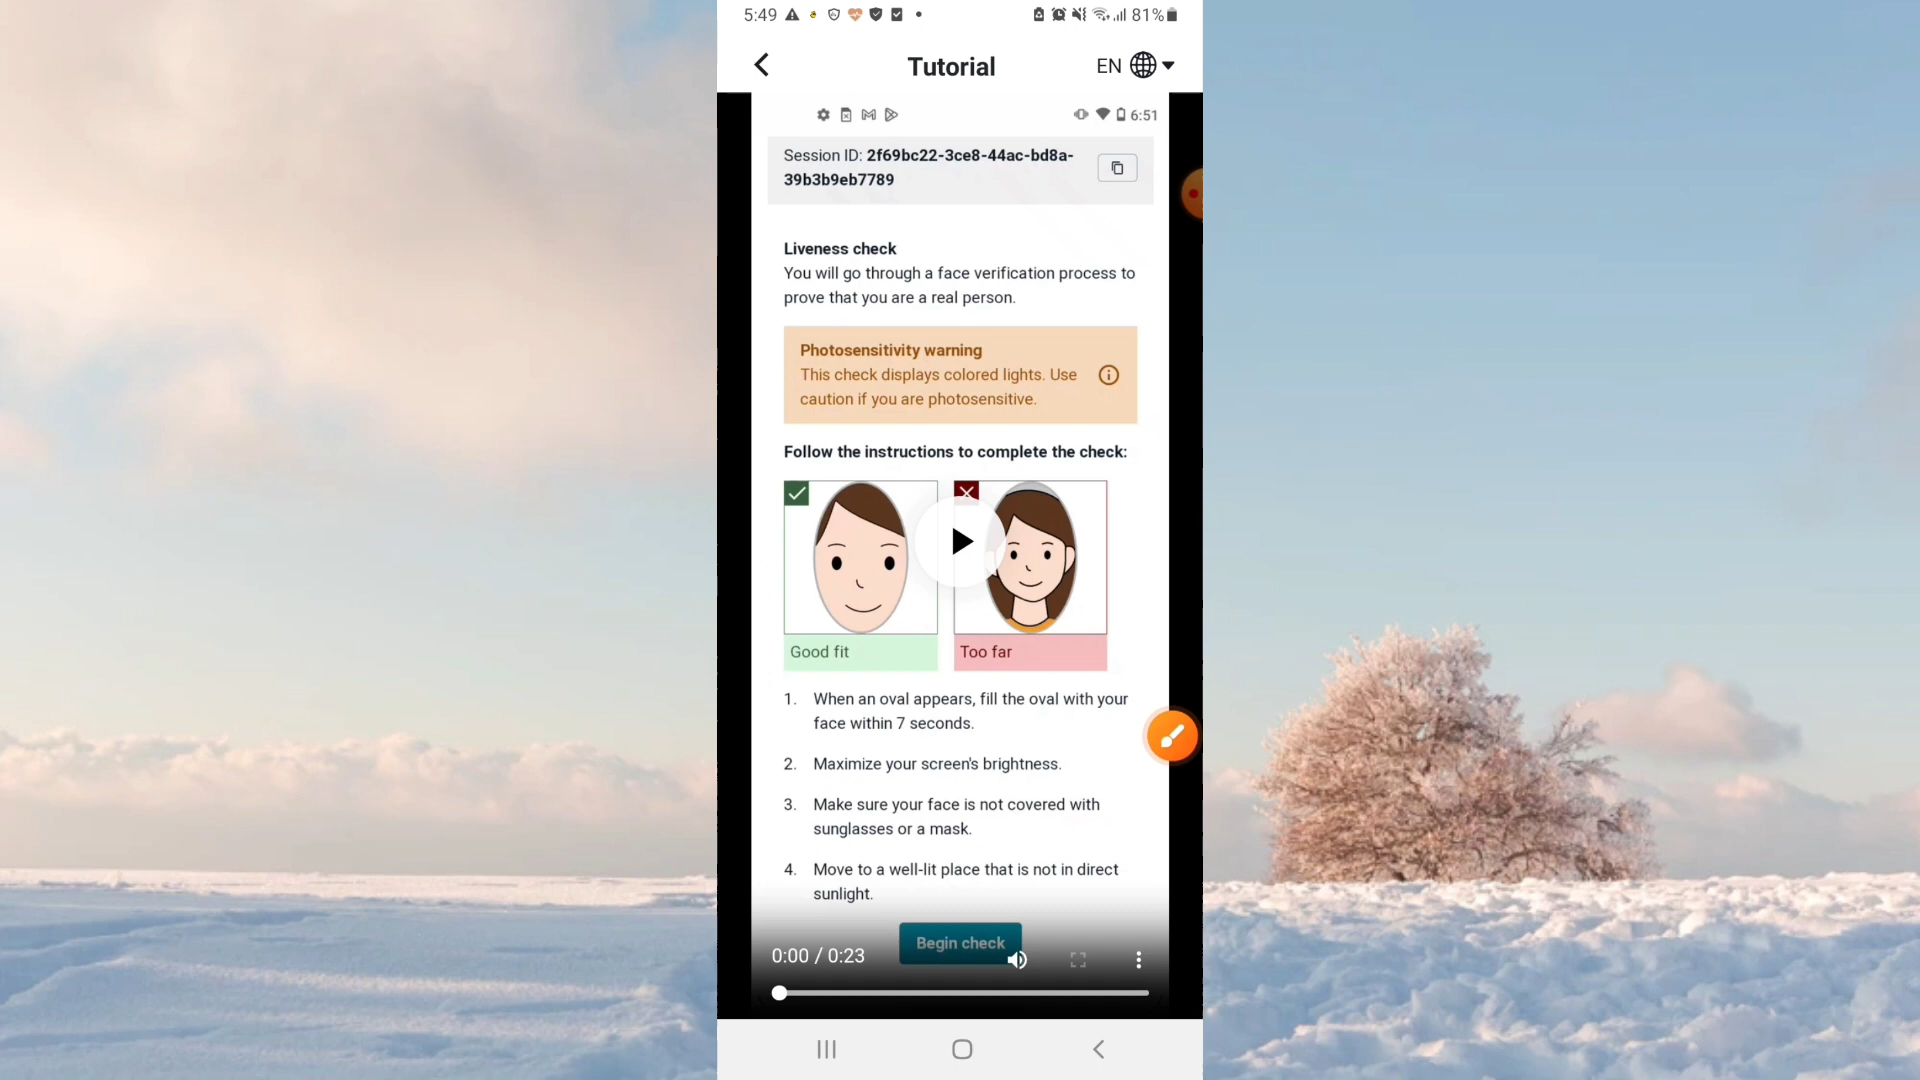 5:49
81%
Tutorial
EN
6:51
Session ID: 2f69bc22-3ce8-44ac-bd8a-
39b3b9eb7789
Liveness check
You will go through a face verification process to
prove that you are a real person.
Photosensitivity warning
This check displays colored lights. Use
caution if you are photosensitive.
Follow the instructions to complete the check:
Good fit
Too far
1. When an oval appears, fill the oval with your
face within 7 seconds.
2. Maximize your screen's brightness.
3. Make sure your face is not covered with
sunglasses or a mask.
4. Move to a well-lit place that is not in direct
sunlight.
Begin check
0:00 / 0:23